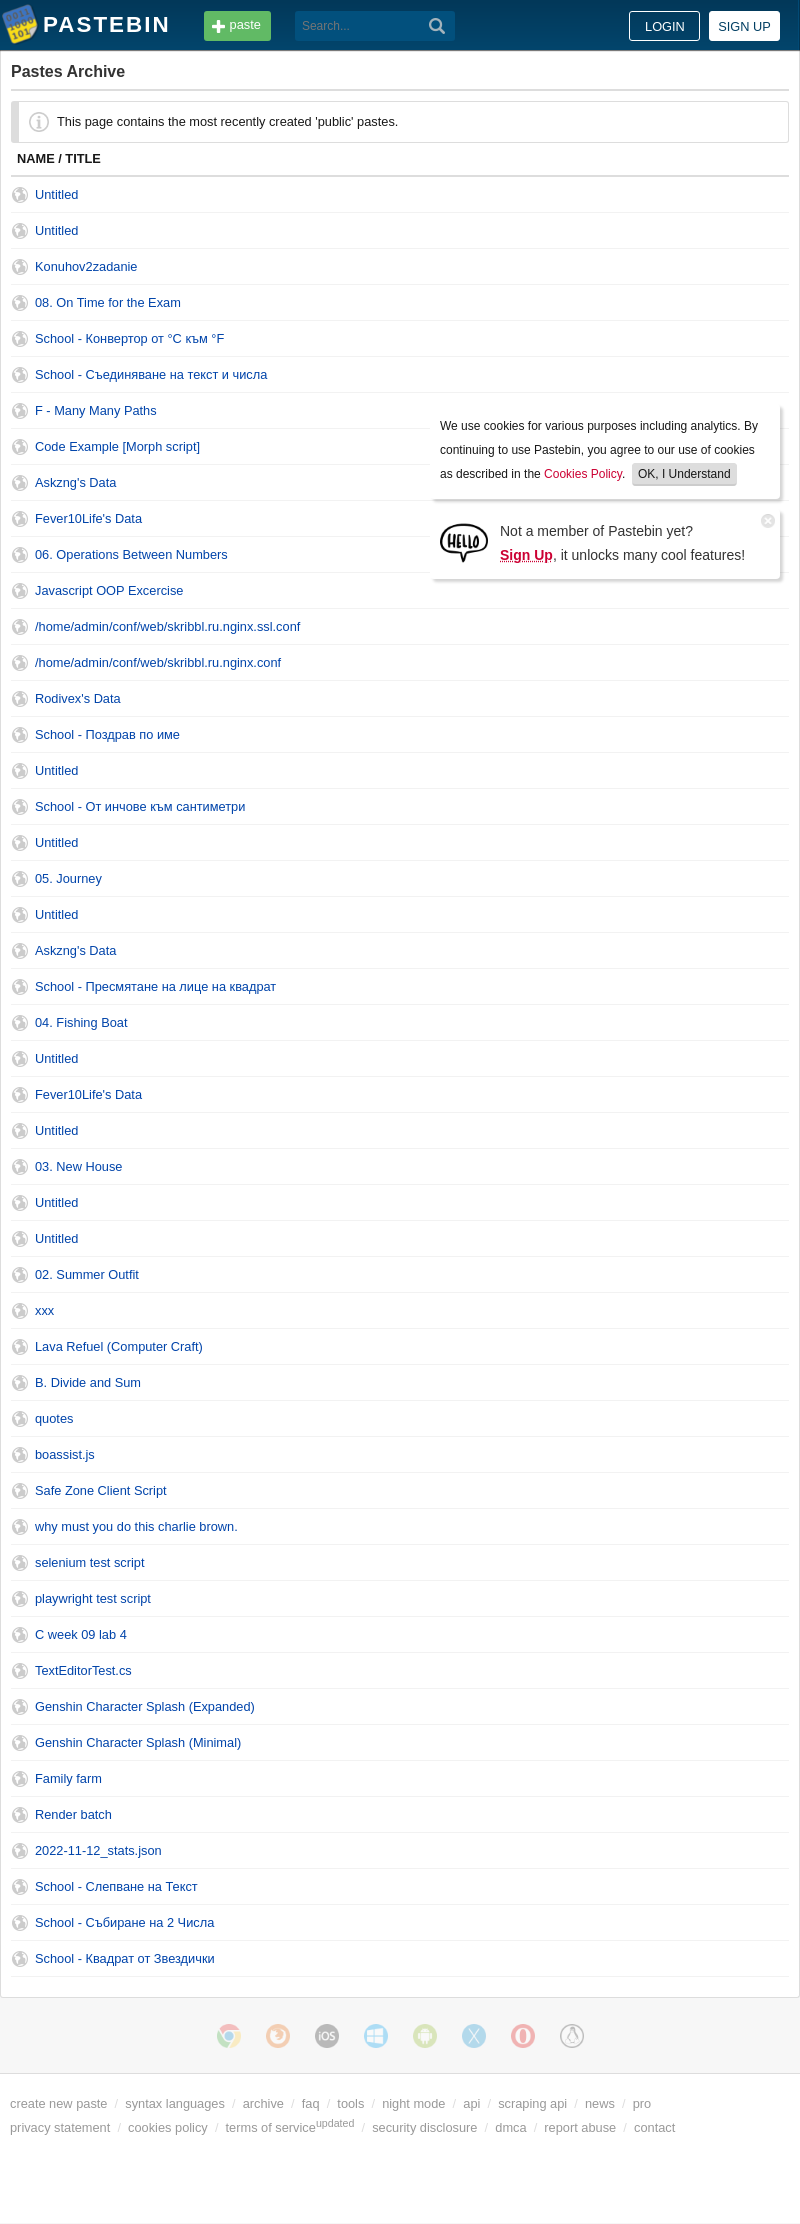 PASTEBIN paste Search... LOGIN SIGN UP
Pastes Archive
This page contains the most recently created 'public' pastes.
NAME / TITLE
Untitled
Untitled
Konuhov2zadanie
08. On Time for the Exam
School - Конвертор от °C към °F
School - Съединяване на текст и числа
F - Many Many Paths
Code Example [Morph script]
Askzng's Data
Fever10Life's Data
06. Operations Between Numbers
Javascript OOP Excercise
We use cookies for various purposes including analytics. By
continuing to use Pastebin, you agree to our use of cookies
as described in the Cookies Policy. OK, I Understand
HELLO
Not a member of Pastebin yet?
Sign Up, it unlocks many cool features!
/home/admin/conf/web/skribbl.ru.nginx.ssl.conf
/home/admin/conf/web/skribbl.ru.nginx.conf
Rodivex's Data
School - Поздрав по име
Untitled
School - От инчове към сантиметри
Untitled
05. Journey
Untitled
Askzng's Data
School - Пресмятане на лице на квадрат
04. Fishing Boat
Untitled
Fever10Life's Data
Untitled
03. New House
Untitled
Untitled
02. Summer Outfit
xxx
Lava Refuel (Computer Craft)
B. Divide and Sum
quotes
boassist.js
Safe Zone Client Script
why must you do this charlie brown.
selenium test script
playwright test script
C week 09 lab 4
TextEditorTest.cs
Genshin Character Splash (Expanded)
Genshin Character Splash (Minimal)
Family farm
Render batch
2022-11-12_stats.json
School - Слепване на Текст
School - Събиране на 2 Числа
School - Квадрат от Звездички
iOS
create new paste / syntax languages / archive / faq / tools / night mode / api / scraping api / news / pro
privacy statement / cookies policy / terms of service updated / security disclosure / dmca / report abuse / contact